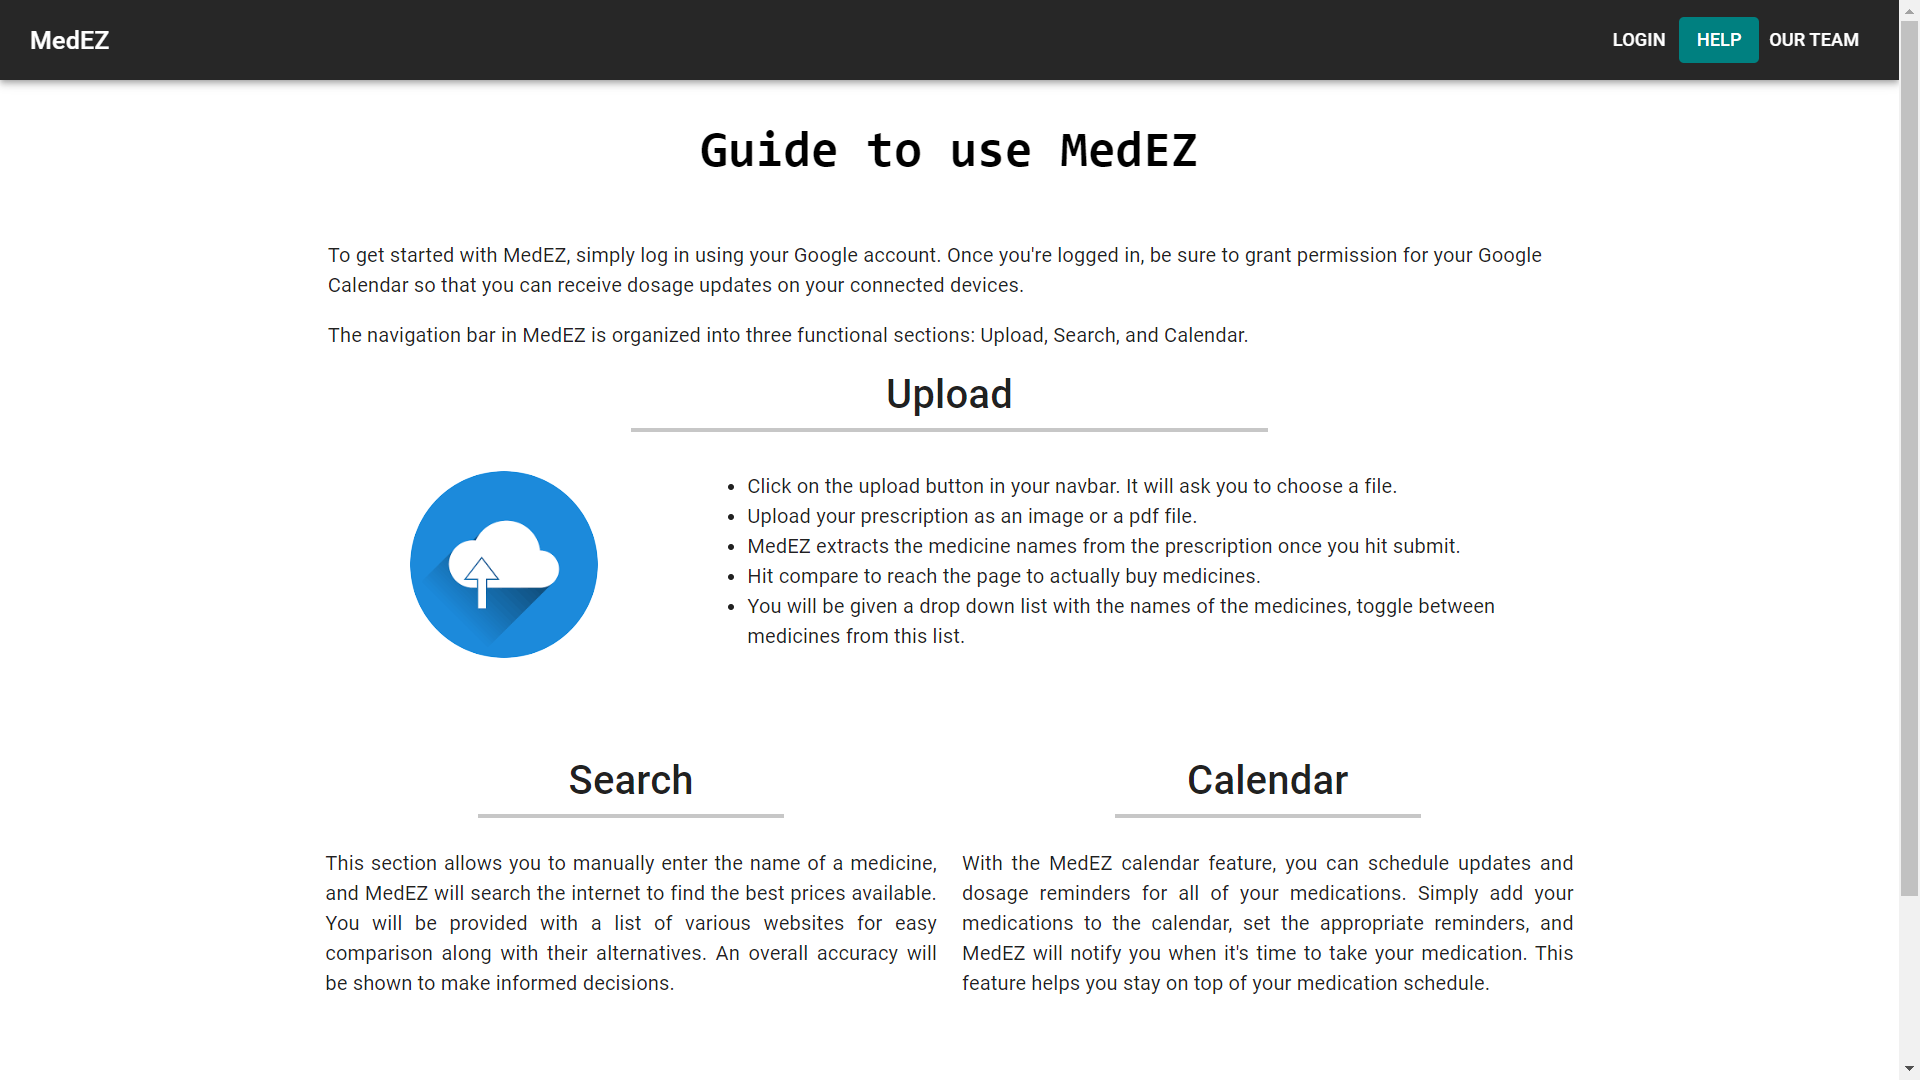 MedEZ
LOGIN
HELP
OUR TEAM
Guide to use MedEZ
To get started with MedEZ, simply log in using your Google account. Once you're logged in, be sure to grant permission for your Google
Calendar so that you can receive dosage updates on your connected devices.
The navigation bar in MedEZ is organized into three functional sections: Upload, Search, and Calendar.
Upload
• Click on the upload button in your navbar. It will ask you to choose a file.
• Upload your prescription as an image or a pdf file.
• MedEZ extracts the medicine names from the prescription once you hit submit.
• Hit compare to reach the page to actually buy medicines.
• You will be given a drop down list with the names of the medicines, toggle between
medicines from this list.
Search
This section allows you to manually enter the name of a medicine,
and MedEZ will search the internet to find the best prices available.
You will be provided with a list of various websites for easy
comparison along with their alternatives. An overall accuracy will
be shown to make informed decisions.
Calendar
With the MedEZ calendar feature, you can schedule updates and
dosage reminders for all of your medications. Simply add your
medications to the calendar, set the appropriate reminders, and
MedEZ will notify you when it's time to take your medication. This
feature helps you stay on top of your medication schedule.